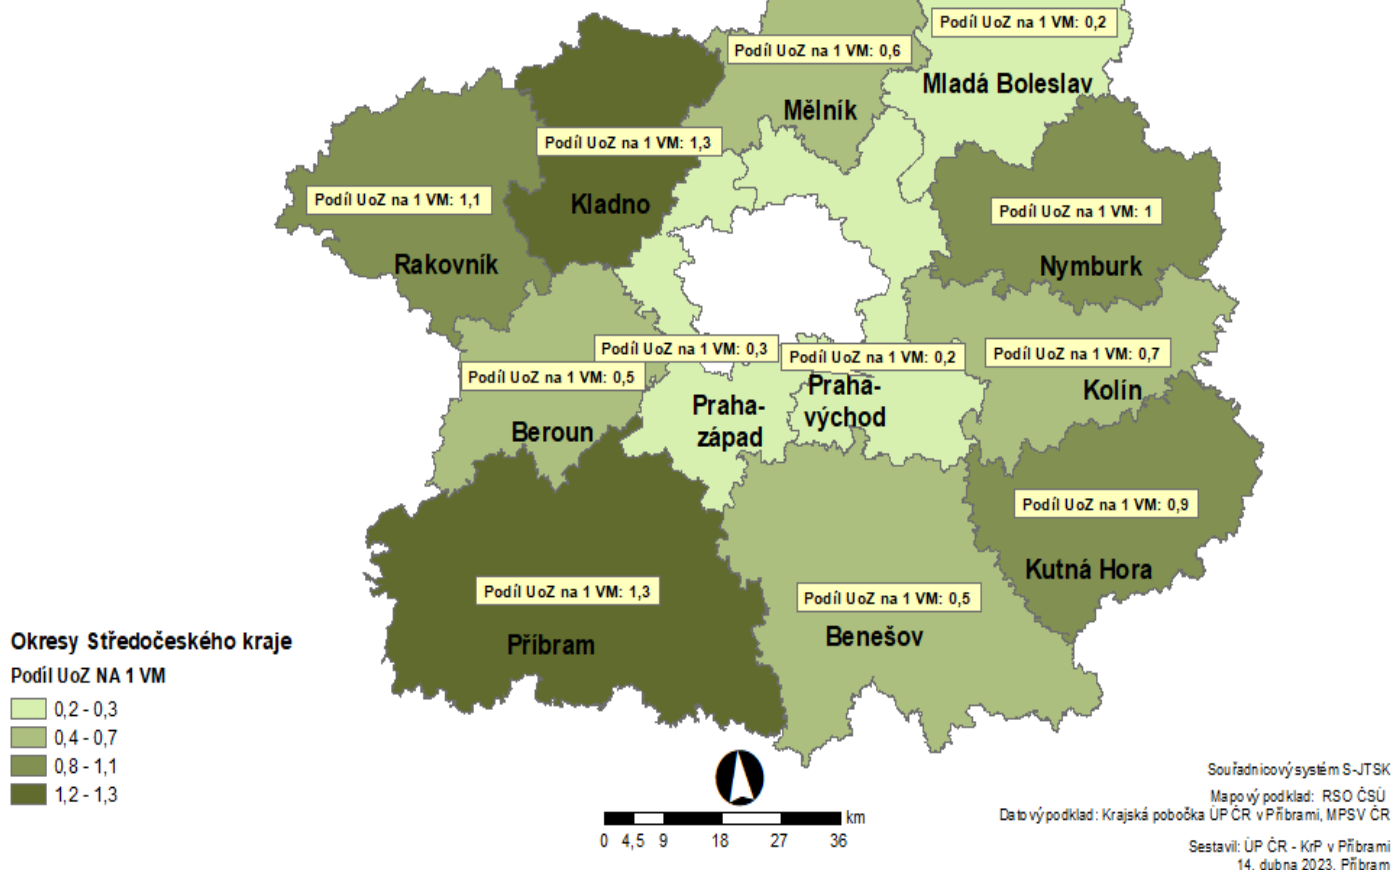 Podíl UoZ na 1 VM: 0,2
Podíl UoZ na 1 VM: 0,6
Mladá Boleslav
Mělník
Podíl UoZ na 1 VM: 1,3
Podíl UoZ na 1 VM: 1,1
Kladno
Podíl UoZ na 1 VM: 1
Rakovník
Nymburk
Podíl UoZ na 1 VM: 0,3
Podíl UoZ na 1 VM: 0,2
Podíl UoZ na 1 VM: 0,7
Podíl UoZ na 1 VM: 0,5
Praha-
východ
Kolín
Praha-
západ
Beroun
Podíl UoZ na 1 VM: 0,9
Kutná Hora
Podíl UoZ na 1 VM: 1,3
Podíl UoZ na 1 VM: 0,5
Příbram
Benešov
Okresy Středočeského kraje
Podíl UoZ NA 1 VM
0,2 - 0,3
0,4 - 0,7
0,8 - 1,1
1,2 - 1,3
km
0 4,5 9 18 27 36
Souřadnicový systém S-JTSK
Mapový podklad: RSO ČSÚ
Datový podklad: Krajská pobočka ÚP ČR v Příbrami, MPSV ČR
Sestavil: ÚP ČR - KrP v Příbrami
14. dubna 2023, Příbram